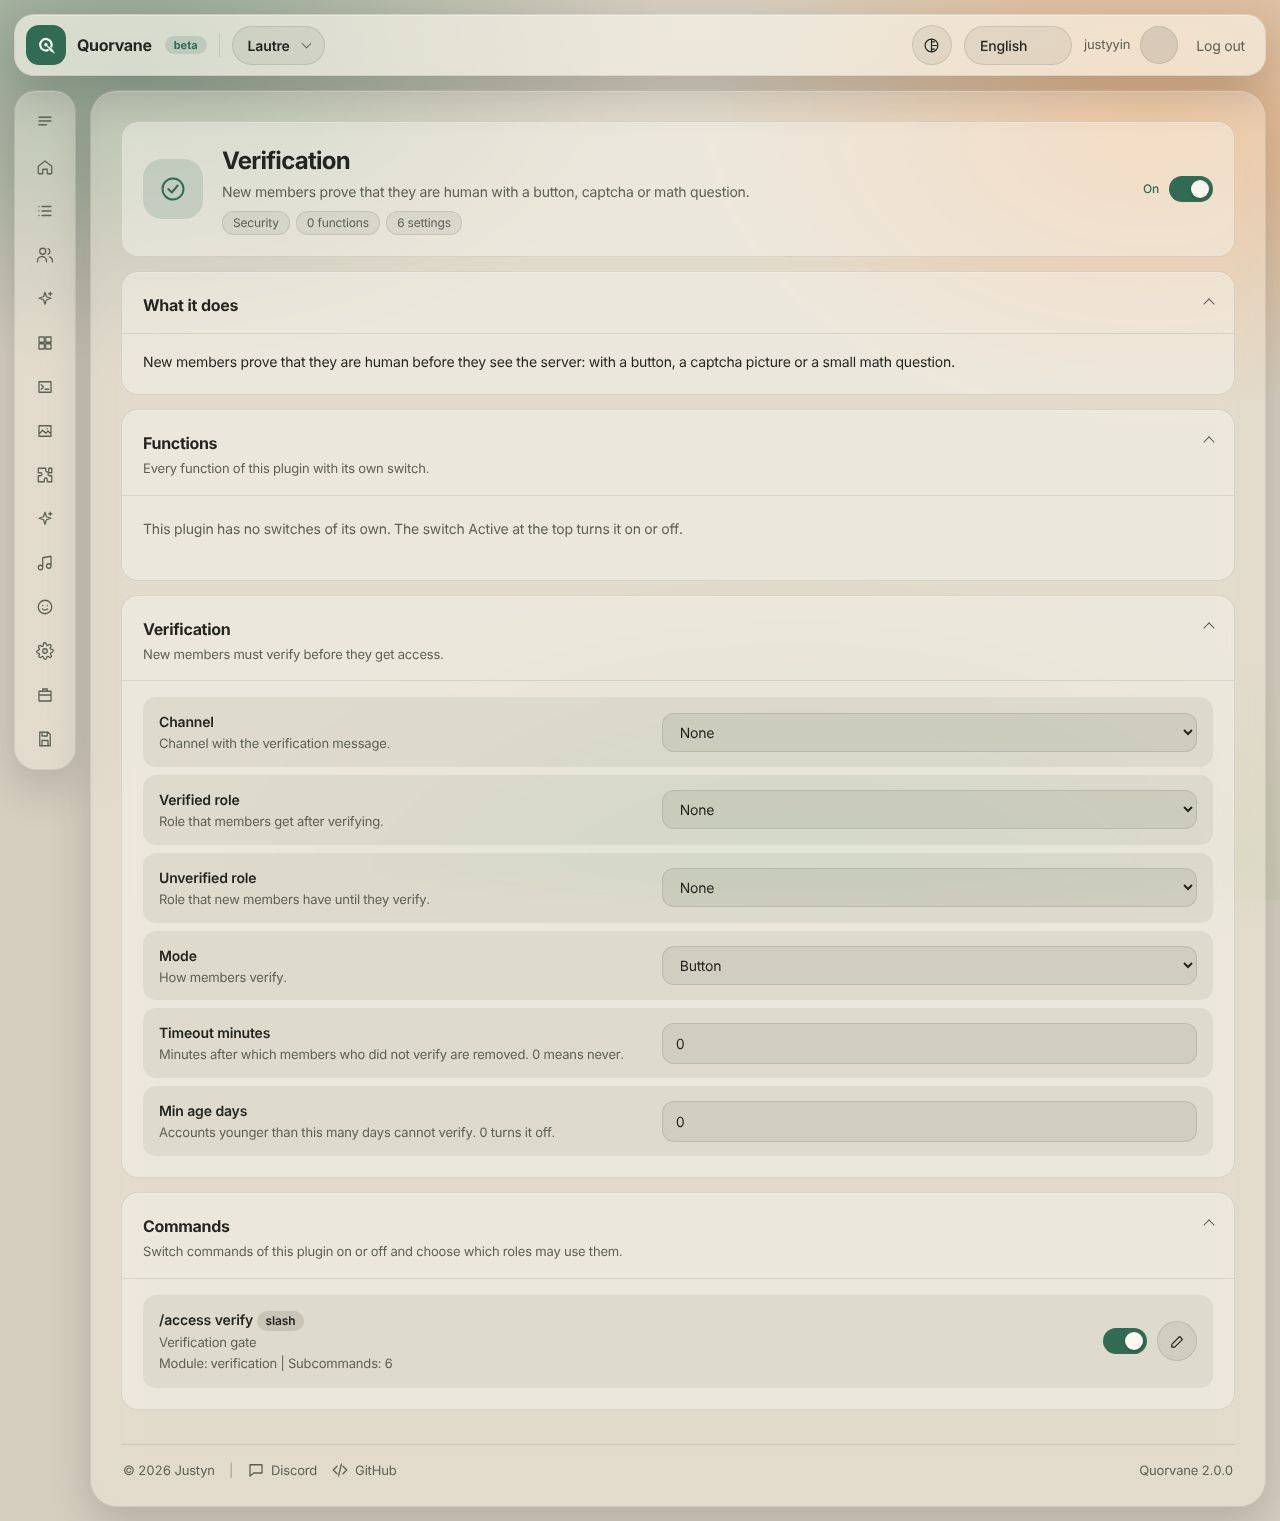 Quorvane beta Lautre English justyyin Log out
Verification
New members prove that they are human with a button, captcha or math question.
Security 0 functions 6 settings
On
What it does
New members prove that they are human before they see the server: with a button, a captcha picture or a small math question.
Functions
Every function of this plugin with its own switch.
This plugin has no switches of its own. The switch Active at the top turns it on or off.
Verification
New members must verify before they get access.
Channel
Channel with the verification message.
None
Verified role
Role that members get after verifying.
None
Unverified role
Role that new members have until they verify.
None
Mode
How members verify.
Button
Timeout minutes
Minutes after which members who did not verify are removed. 0 means never.
0
Min age days
Accounts younger than this many days cannot verify. 0 turns it off.
0
Commands
Switch commands of this plugin on or off and choose which roles may use them.
/access verify slash
Verification gate
Module: verification | Subcommands: 6
© 2026 Justyn | Discord GitHub Quorvane 2.0.0